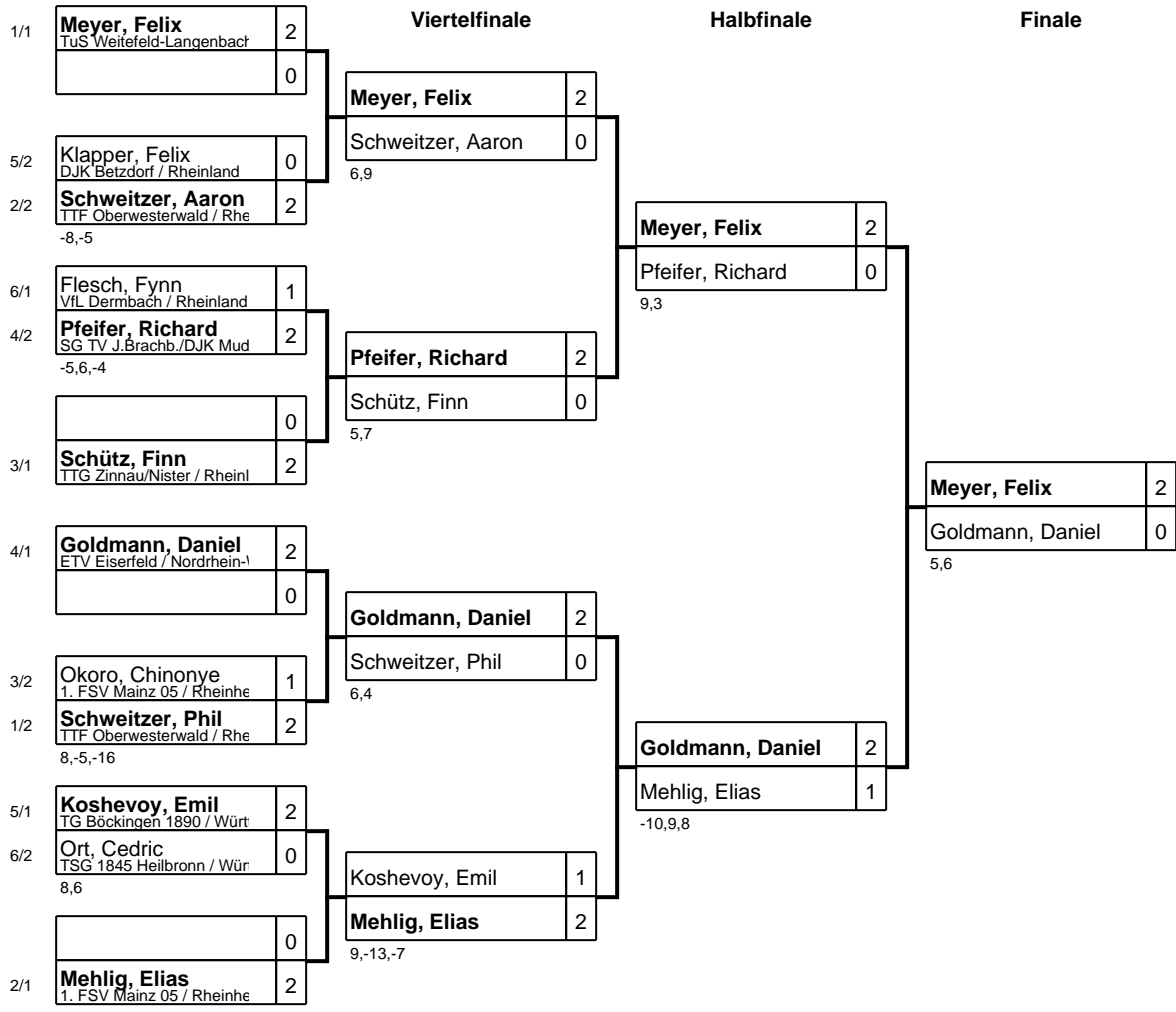 Viertelfinale
Halbfinale
Finale
1/1
Meyer, Felix 2
TuS Weitefeld-Langenbach
0
5/2
Klapper, Felix 0
DJK Betzdorf / Rheinland
2/2
Schweitzer, Aaron 2
TTF Oberwesterwald / Rhe
-8,-5
6/1
Flesch, Fynn 1
VfL Dermbach / Rheinland
4/2
Pfeifer, Richard 2
SG TV J.Brachb./DJK Mud
-5,6,-4
0
3/1
Schütz, Finn 2
TTG Zinnau/Nister / Rheinl
4/1
Goldmann, Daniel 2
ETV Eiserfeld / Nordrhein-
0
3/2
Okoro, Chinonye 1
1. FSV Mainz 05 / Rheinhe
1/2
Schweitzer, Phil 2
TTF Oberwesterwald / Rhe
8,-5,-16
5/1
Koshevoy, Emil 2
TG Böckingen 1890 / Würt
6/2
Ort, Cedric 0
TSG 1845 Heilbronn / Wür
8,6
0
2/1
Mehlig, Elias 2
1. FSV Mainz 05 / Rheinhe
Meyer, Felix 2
Schweitzer, Aaron 0
6,9
Pfeifer, Richard 2
Schütz, Finn 0
5,7
Goldmann, Daniel 2
Schweitzer, Phil 0
6,4
Koshevoy, Emil 1
Mehlig, Elias 2
9,-13,-7
Meyer, Felix 2
Pfeifer, Richard 0
9,3
Goldmann, Daniel 2
Mehlig, Elias 1
-10,9,8
Meyer, Felix 2
Goldmann, Daniel 0
5,6